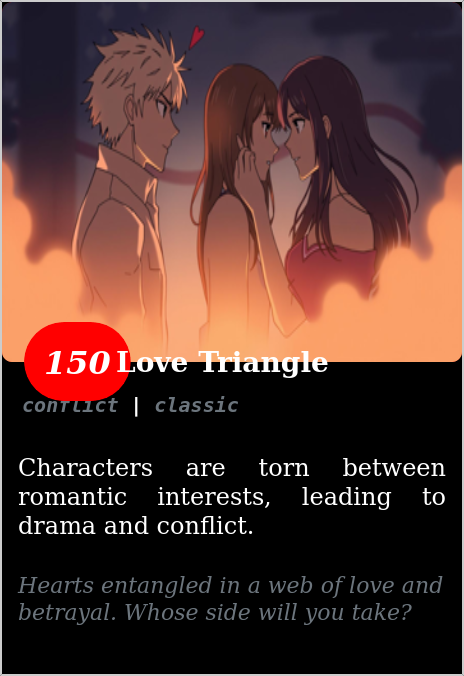 150 Love Triangle
conflict | classic
Characters are torn between
romantic interests, leading to
drama and conflict.
Hearts entangled in a web of love and
betrayal. Whose side will you take?